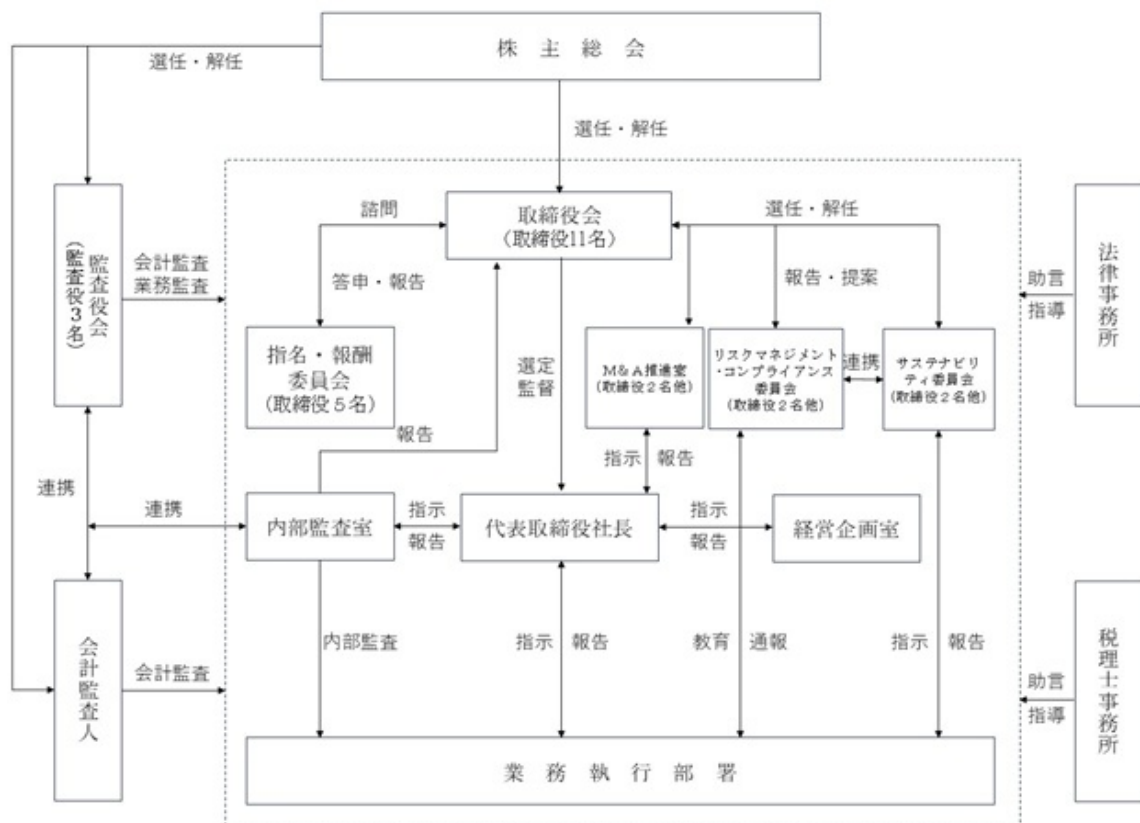 株主総会
選任・解任
選任・解任
取締役会
(取締役11名)
諮問
選任・解任
監査役会
(監査役3名)
会計監査
業務監査
答申・報告
報告・提案
助言
指導
法律事務所
指名・報酬
委員会
(取締役5名)
選定
監督
M&A推進室
(取締役2名他)
リスクマネジメント
・コンプライアンス
委員会
(取締役2名他)
連携
サステナビリ
ティ委員会
(取締役2名他)
報告
指示 報告
連携
連携
内部監査室
指示
報告
代表取締役社長
指示
報告
経営企画室
会計監査人
会計監査
内部監査
指示 報告
教育 通報
指示 報告
助言
指導
税理士事務所
業務執行部署